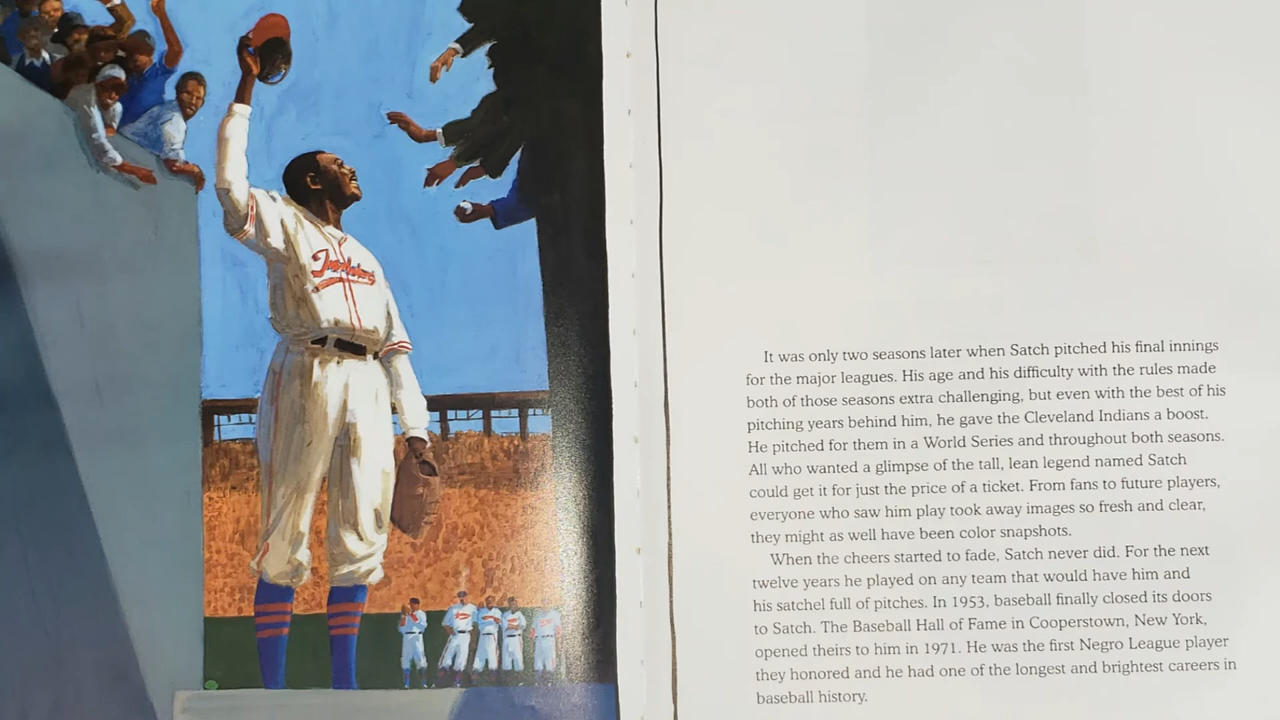 It was only two seasons later when Satch pitched his final innings
for the major leagues. His age and his difficulty with the rules made
both of those seasons extra challenging, but even with the best of his
pitching years behind him, he gave the Cleveland Indians a boost.
He pitched for them in a World Series and throughout both seasons.
All who wanted a glimpse of the tall, lean legend named Satch
could get it for just the price of a ticket. From fans to future players,
everyone who saw him play took away images so fresh and clear,
they might as well have been color snapshots.
When the cheers started to fade, Satch never did. For the next
twelve years he played on any team that would have him and
his satchel full of pitches. In 1953, baseball finally closed its doors
to Satch. The Baseball Hall of Fame in Cooperstown, New York,
opened theirs to him in 1971. He was the first Negro League player
they honored and he had one of the longest and brightest careers in
baseball history.